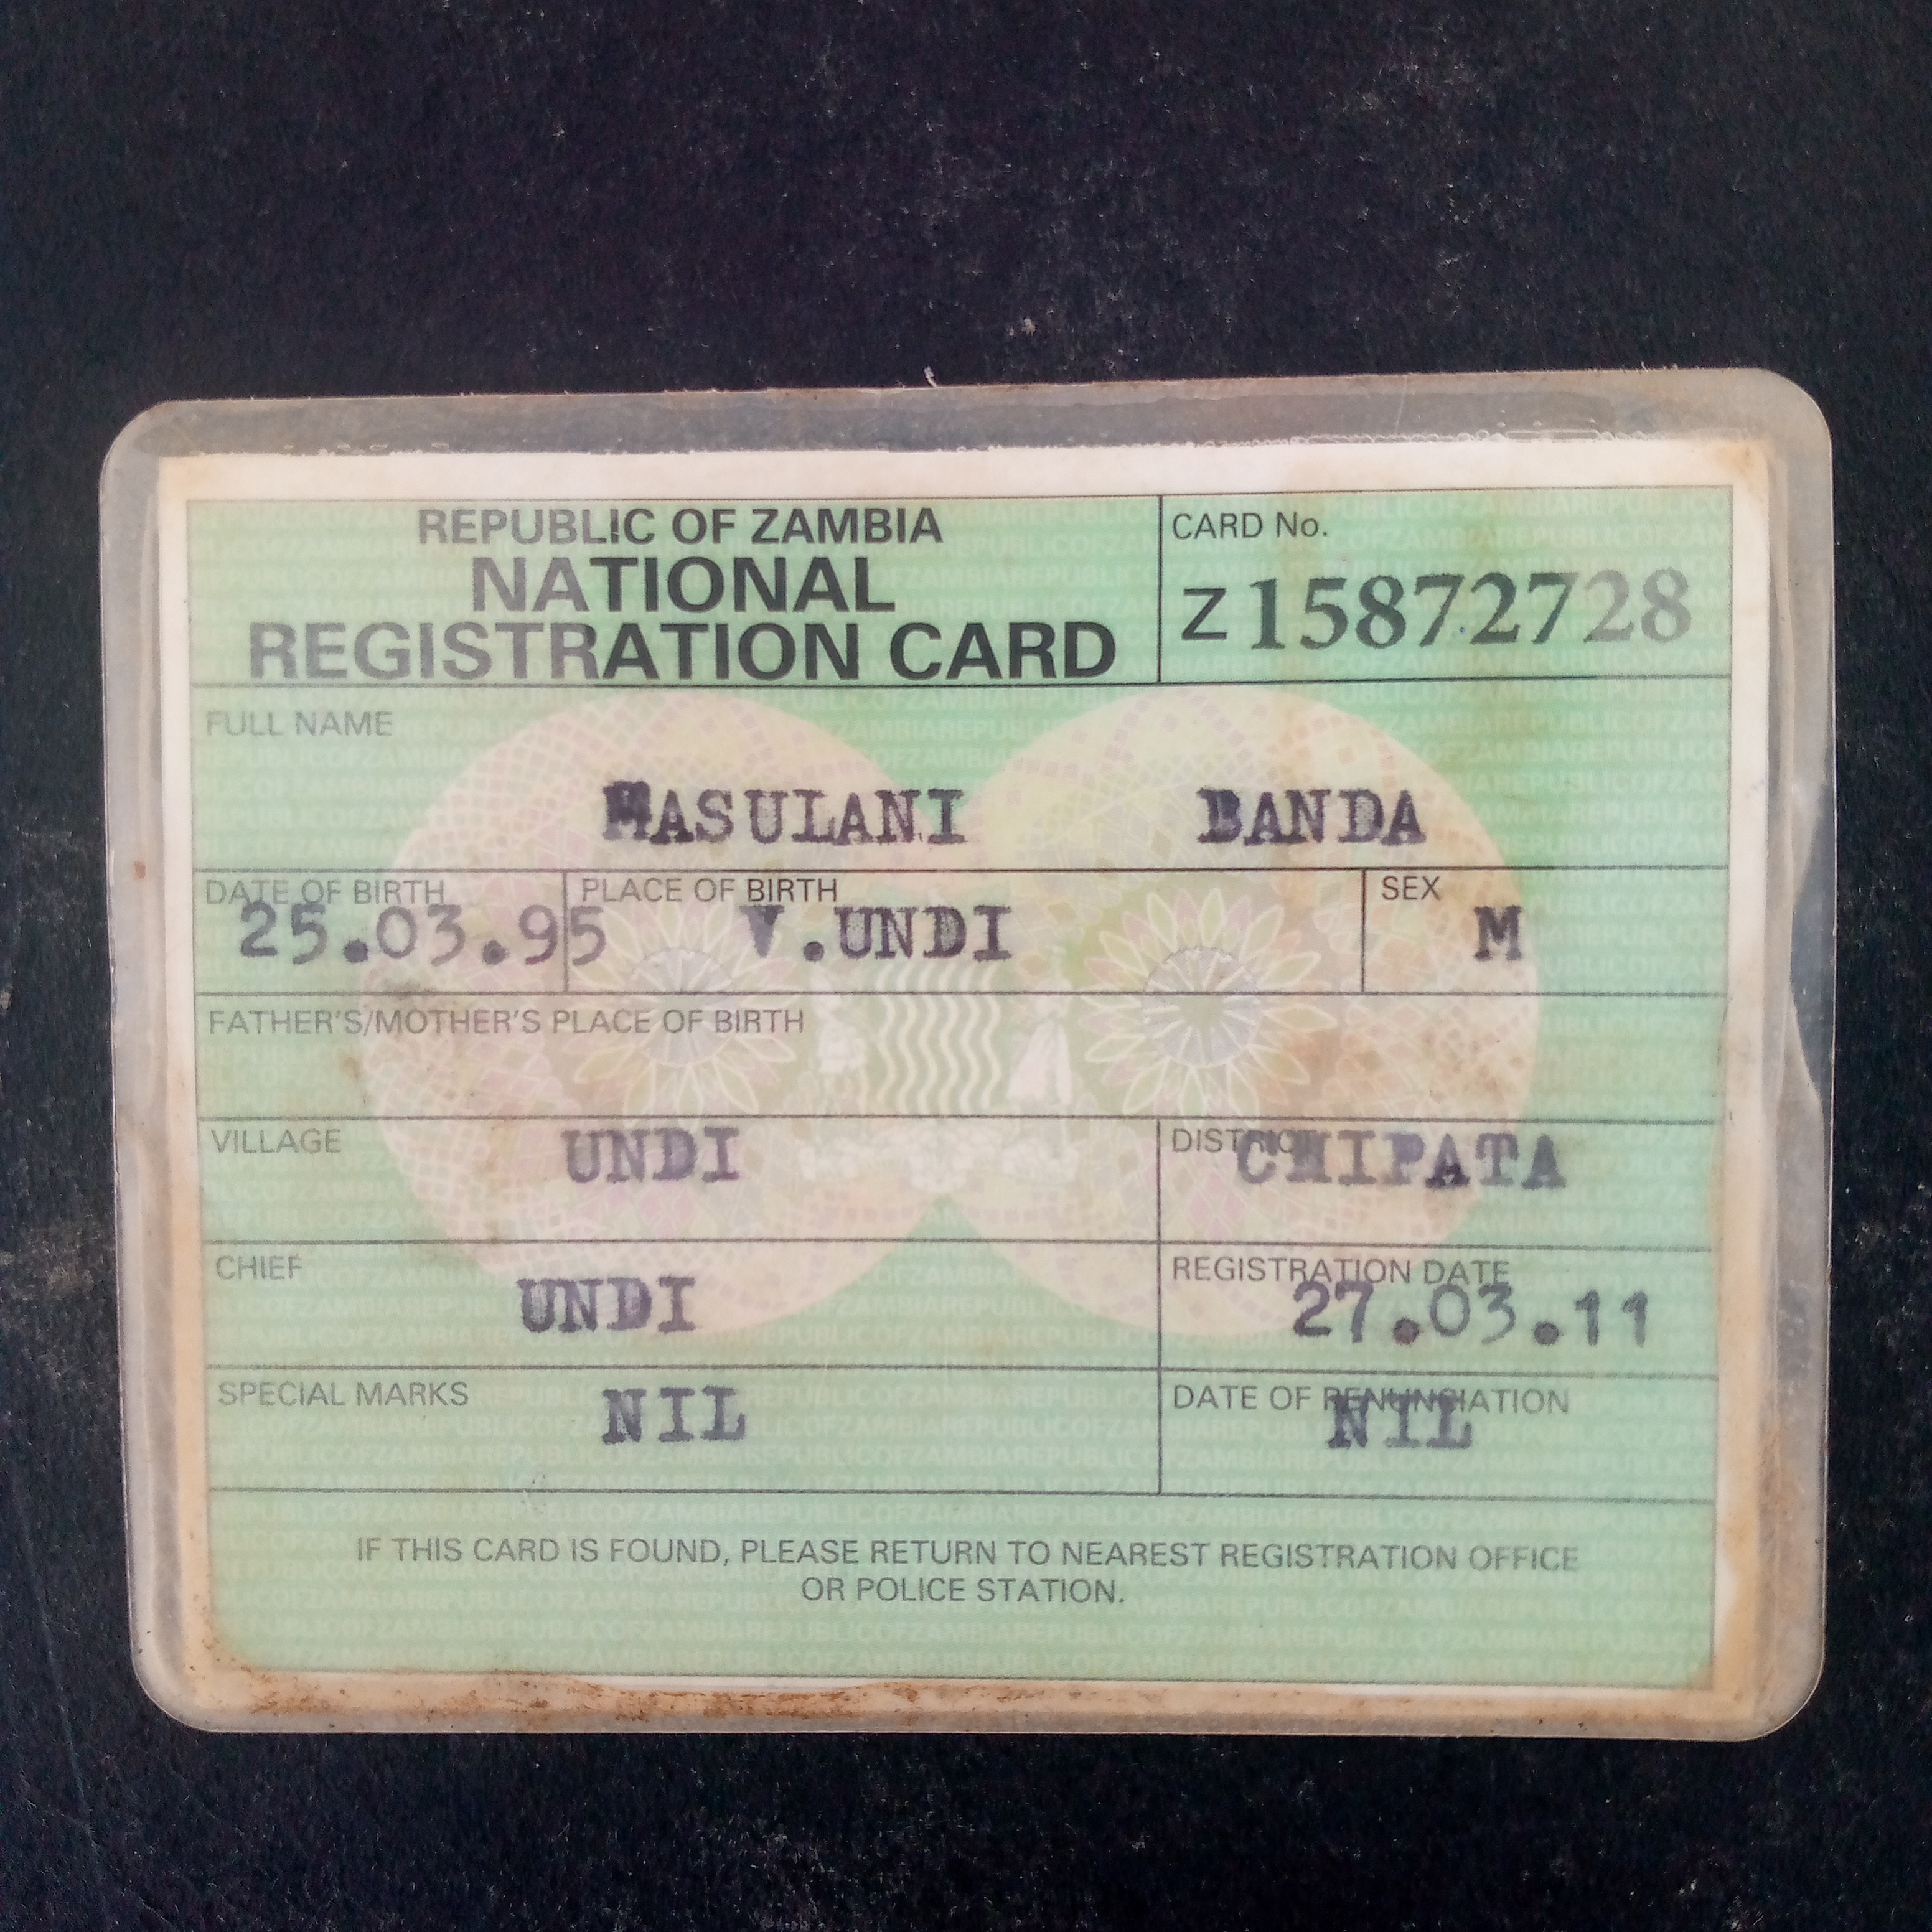 REPUBLIC OF ZAMBIA
NATIONAL
REGISTRATION CARD
CARD No.
Z 15872728
FULL NAME
MASULANI BANDA
DATE OF BIRTH
25.03.95
PLACE OF BIRTH
V.UNDI
SEX
M
FATHER'S/MOTHER'S PLACE OF BIRTH
VILLAGE
UNDI
DISTRICT
CHIPATA
CHIEF
UNDI
REGISTRATION DATE
27.03.11
SPECIAL MARKS
NIL
DATE OF RENUNCIATION
NIL
IF THIS CARD IS FOUND, PLEASE RETURN TO NEAREST REGISTRATION OFFICE
OR POLICE STATION.